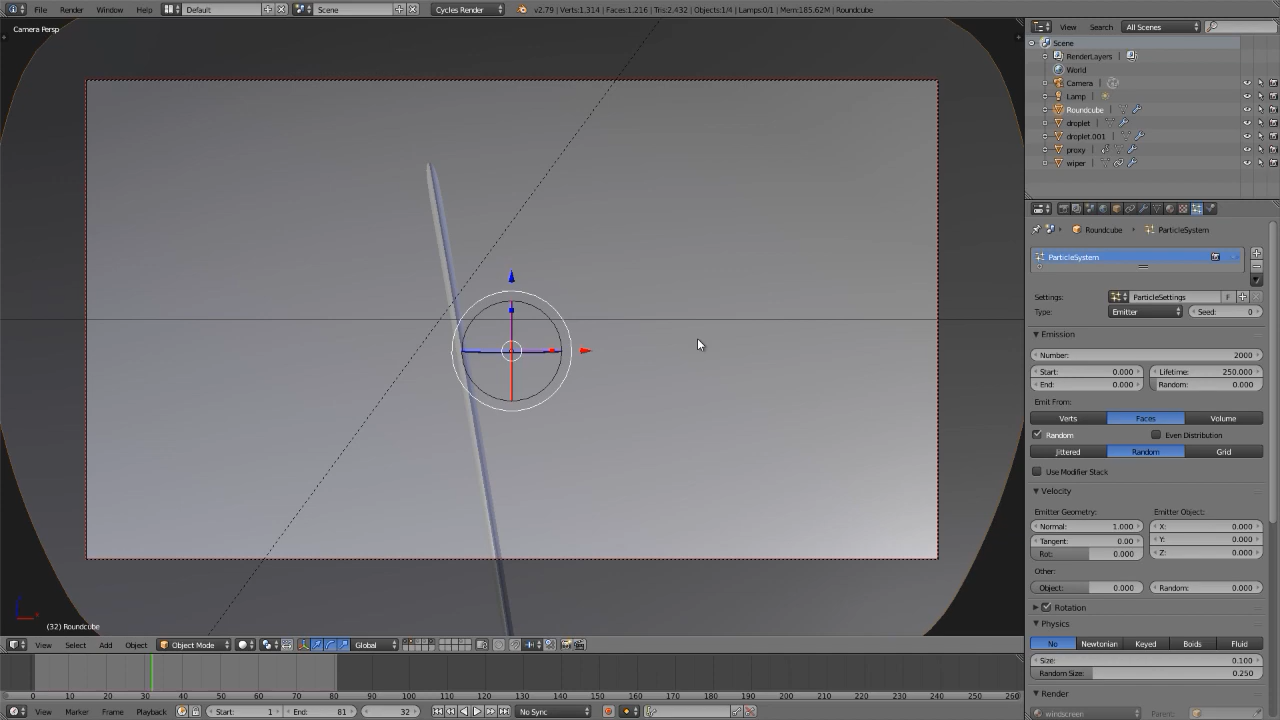 File Render Window Help Default Scene Cycles Render v2.79 | Verts:1,314 | Faces:1,216 | Tris:2,432 | Objects:1/4 | Lamps:0/1 | Mem:185.62M | Roundcube
Camera Persp
View Search All Scenes
Scene
RenderLayers |
World
Camera |
Lamp |
Roundcube |
droplet |
droplet.001 |
proxy |
wiper |
Roundcube ParticleSystem
ParticleSystem
Settings: ParticleSettings F
Type: Emitter Seed: 0
Emission
Number: 2000
Start: 0.000 Lifetime: 250.000
End: 0.000 Random: 0.000
Emit From:
Verts Faces Volume
Random Even Distribution
Jittered Random Grid
Use Modifier Stack
Velocity
Emitter Geometry: Emitter Object:
Normal: 1.000 X: 0.000
Tangent: 0.00 Y: 0.000
Rot: 0.000 Z: 0.000
Other:
Object: 0.000 Random: 0.000
Rotation
Physics
No Newtonian Keyed Boids Fluid
Size: 0.100
Random Size: 0.250
Render
windscreen Parent:
(32) Roundcube
View Select Add Object Object Mode Global
0 10 20 30 40 50 60 70 80 90 100 110 120 130 140 150 160 170 180 190 200 210 220 230 240 250 260
View Marker Frame Playback Start: 1 End: 81 32 No Sync